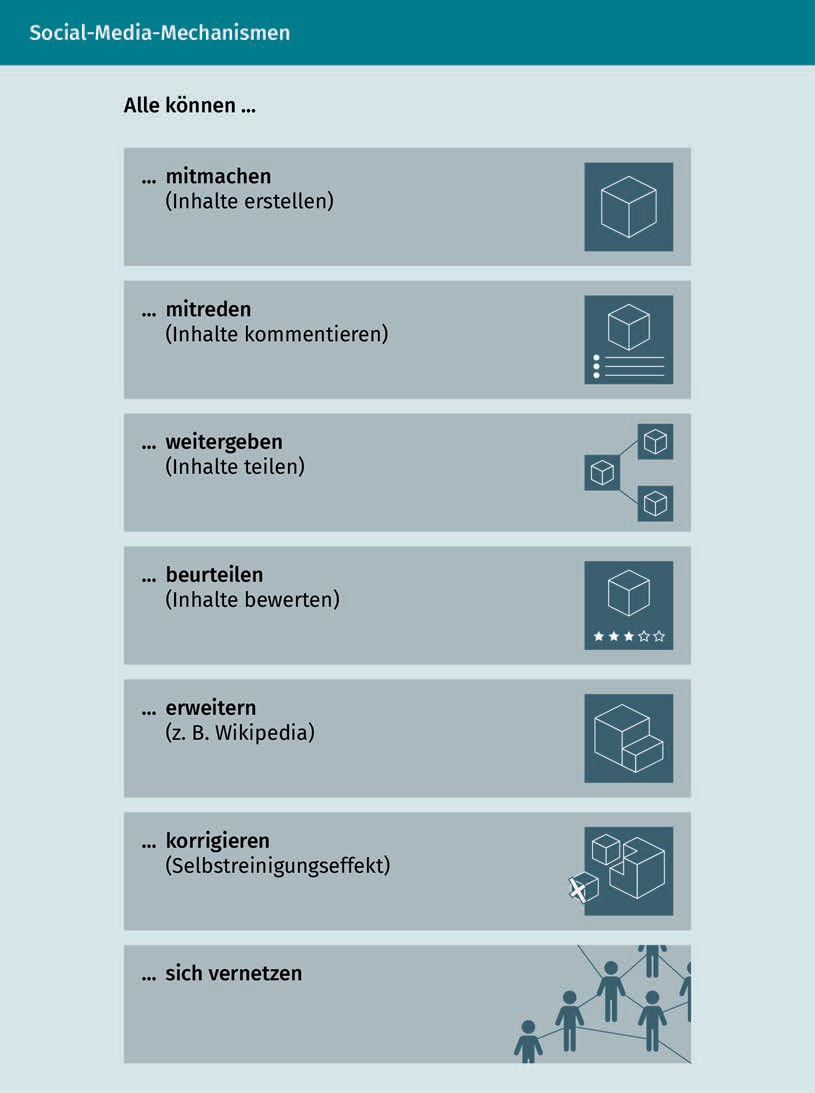 Social-Media-Mechanismen
Alle können ...
... mitmachen
(Inhalte erstellen)
... mitreden
(Inhalte kommentieren)
... weitergeben
(Inhalte teilen)
... beurteilen
(Inhalte bewerten)
... erweitern
(z. B. Wikipedia)
... korrigieren
(Selbstreinigungseffekt)
... sich vernetzen